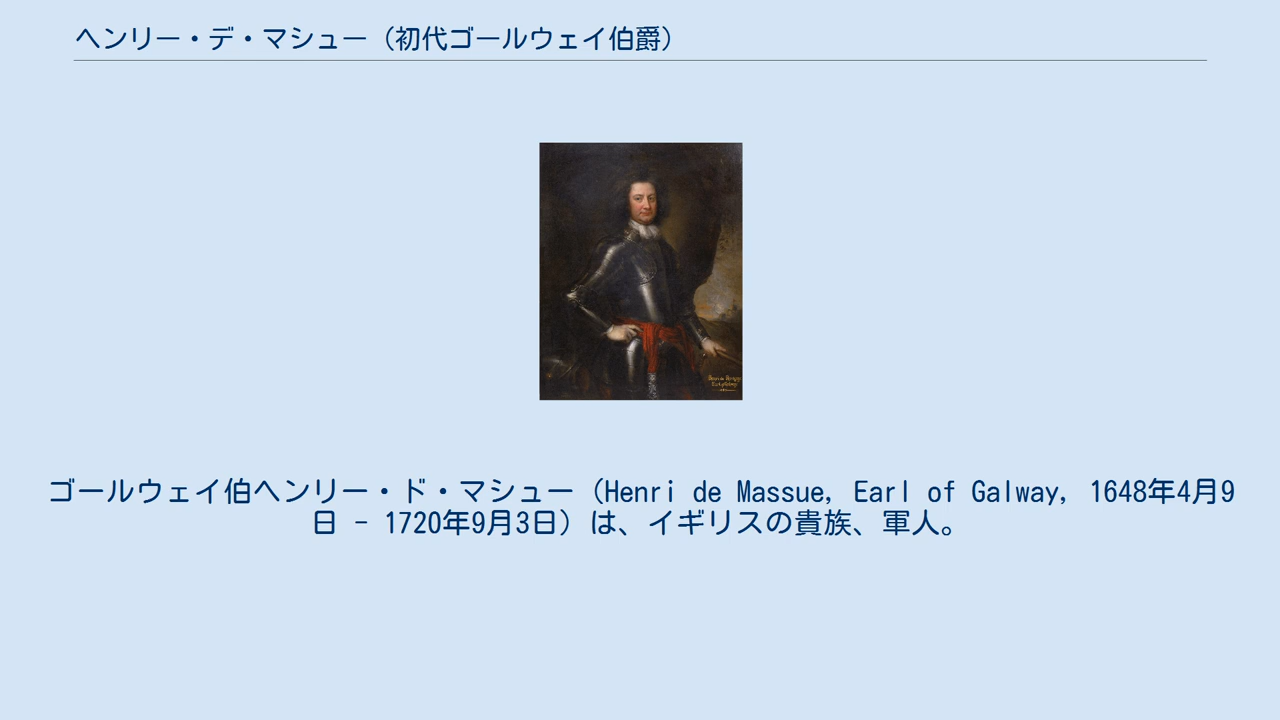 ヘンリー・デ・マシュー（初代ゴールウェイ伯爵）
ゴールウェイ伯ヘンリー・ド・マシュー（Henri de Massue, Earl of Galway, 1648年4月9
日 - 1720年9月3日）は、イギリスの貴族、軍人。